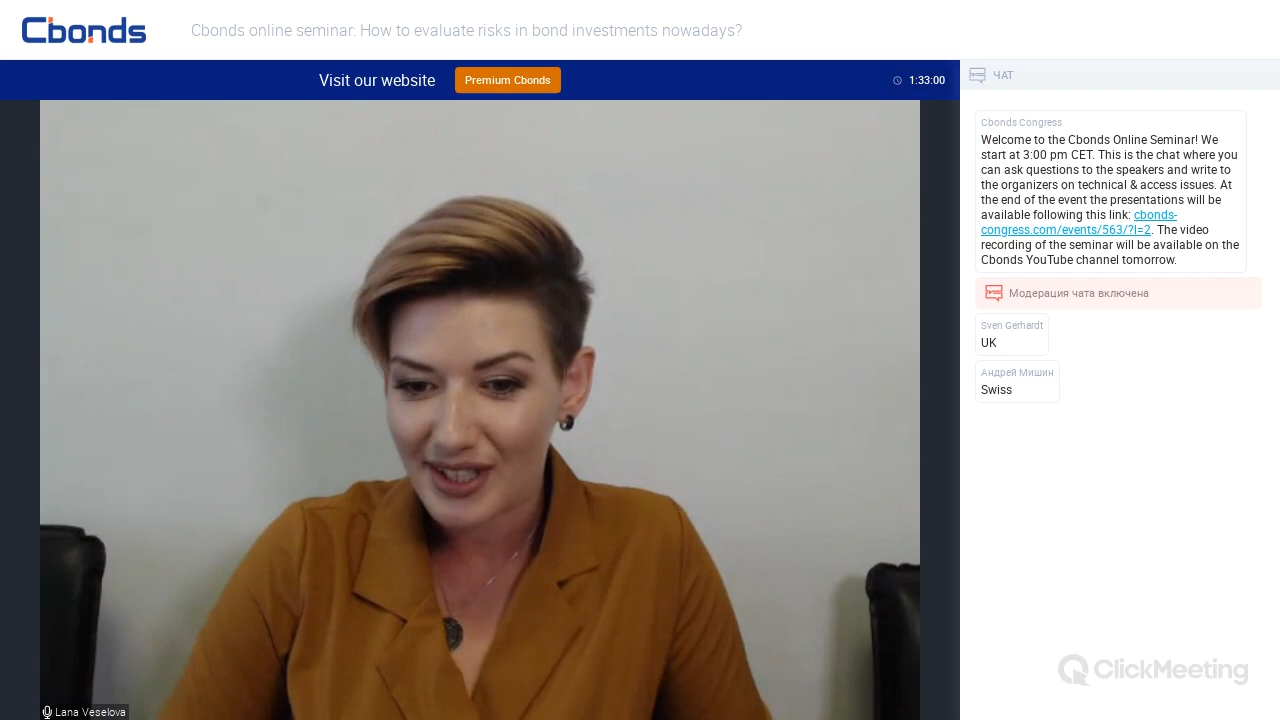 Cbonds
Cbonds online seminar: How to evaluate risks in bond investments nowadays?
Visit our website
Premium Cbonds
1:33:00
ЧАТ
Cbonds Congress
Welcome to the Cbonds Online Seminar! We
start at 3:00 pm CET. This is the chat where you
can ask questions to the speakers and write to
the organizers on technical & access issues. At
the end of the event the presentations will be
available following this link: cbonds-
congress.com/events/563/?l=2. The video
recording of the seminar will be available on the
Cbonds YouTube channel tomorrow.
Модерация чата включена
Sven Gerhardt
UK
Андрей Мишин
Swiss
ClickMeeting
Lana Veselova